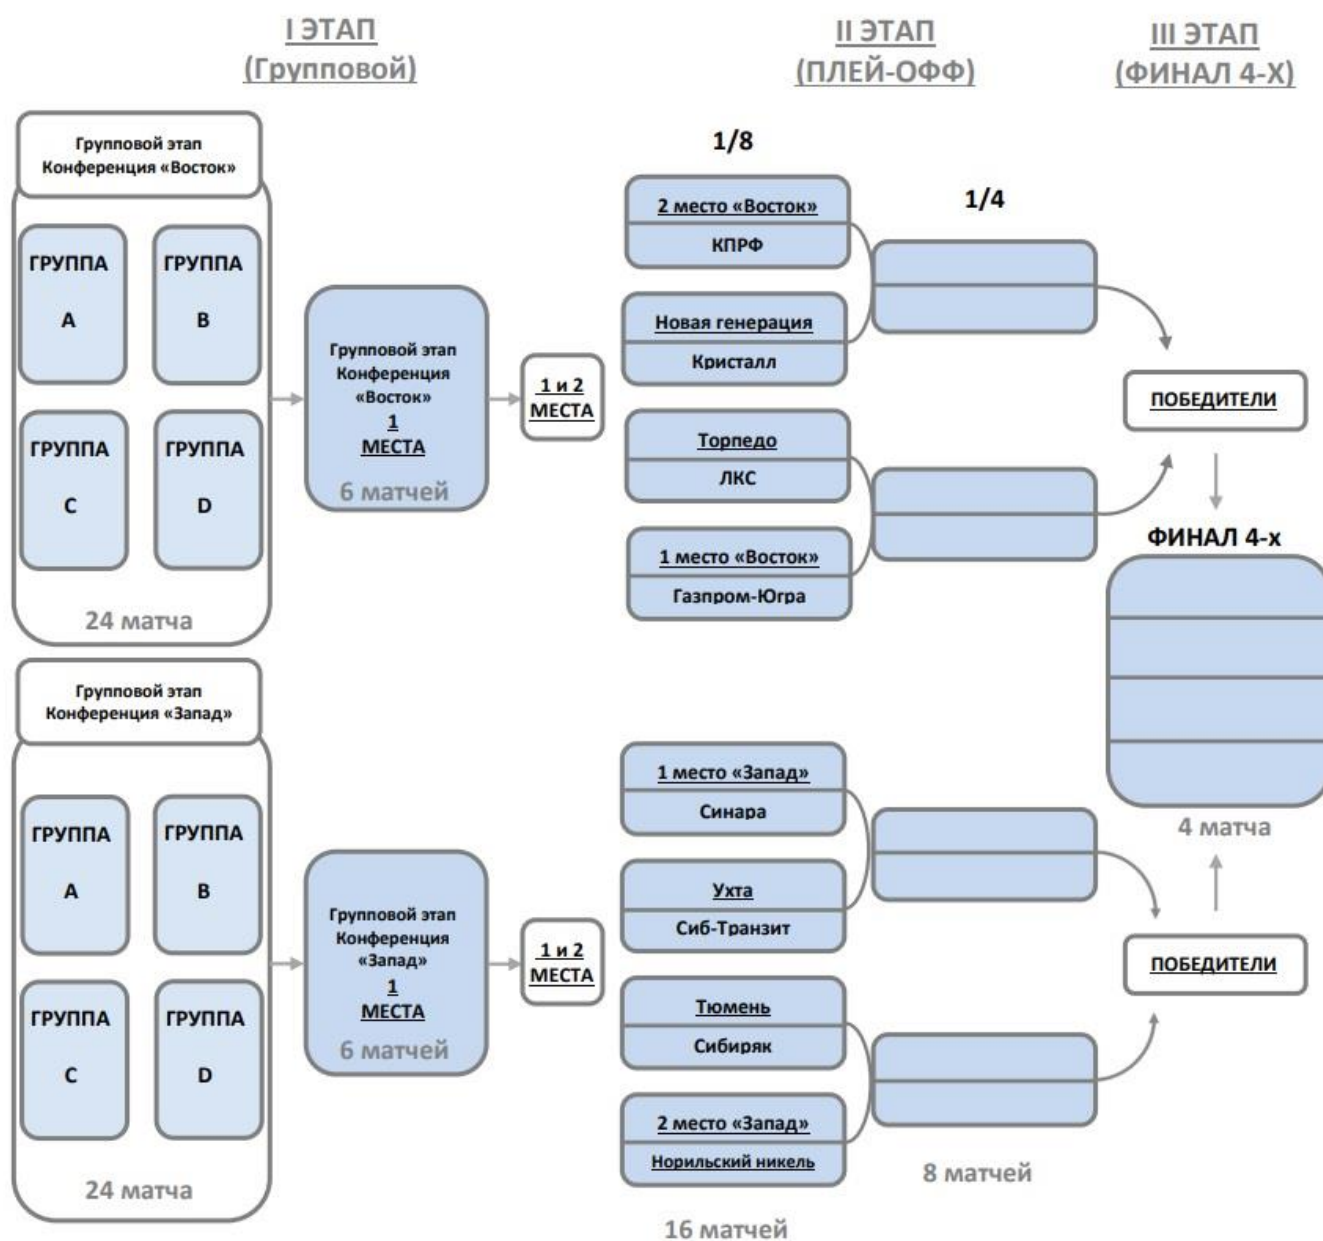 I ЭТАП
(Групповой)
II ЭТАП
(ПЛЕЙ-ОФФ)
III ЭТАП
(ФИНАЛ 4-Х)
Групповой этап
Конференция «Восток»
ГРУППА
A
ГРУППА
B
ГРУППА
C
ГРУППА
D
24 матча
Групповой этап
Конференция
«Восток»
1
МЕСТА
6 матчей
1 и 2
МЕСТА
1/8
2 место «Восток»
КПРФ
Новая генерация
Кристалл
Торпедо
ЛКС
1 место «Восток»
Газпром-Югра
1/4
ПОБЕДИТЕЛИ
ФИНАЛ 4-х
4 матча
ПОБЕДИТЕЛИ
Групповой этап
Конференция «Запад»
ГРУППА
A
ГРУППА
B
ГРУППА
C
ГРУППА
D
24 матча
Групповой этап
Конференция
«Запад»
1
МЕСТА
6 матчей
1 и 2
МЕСТА
1 место «Запад»
Синара
Ухта
Сиб-Транзит
Тюмень
Сибиряк
2 место «Запад»
Норильский никель
16 матчей
8 матчей